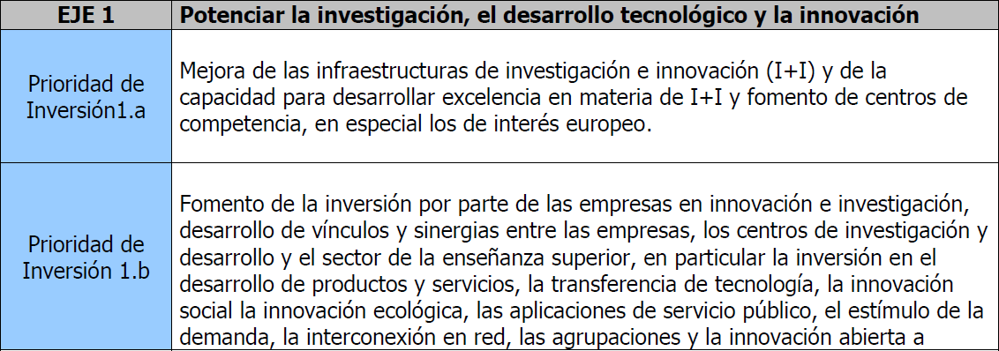 EJE 1
Potenciar la investigación, el desarrollo tecnológico y la innovación
Prioridad de
Inversión1.a
Mejora de las infraestructuras de investigación e innovación (I+I) y de la
capacidad para desarrollar excelencia en materia de I+I y fomento de centros de
competencia, en especial los de interés europeo.
Prioridad de
Inversión 1.b
Fomento de la inversión por parte de las empresas en innovación e investigación,
desarrollo de vínculos y sinergias entre las empresas, los centros de investigación y
desarrollo y el sector de la enseñanza superior, en particular la inversión en el
desarrollo de productos y servicios, la transferencia de tecnología, la innovación
social la innovación ecológica, las aplicaciones de servicio público, el estímulo de la
demanda, la interconexión en red, las agrupaciones y la innovación abierta a